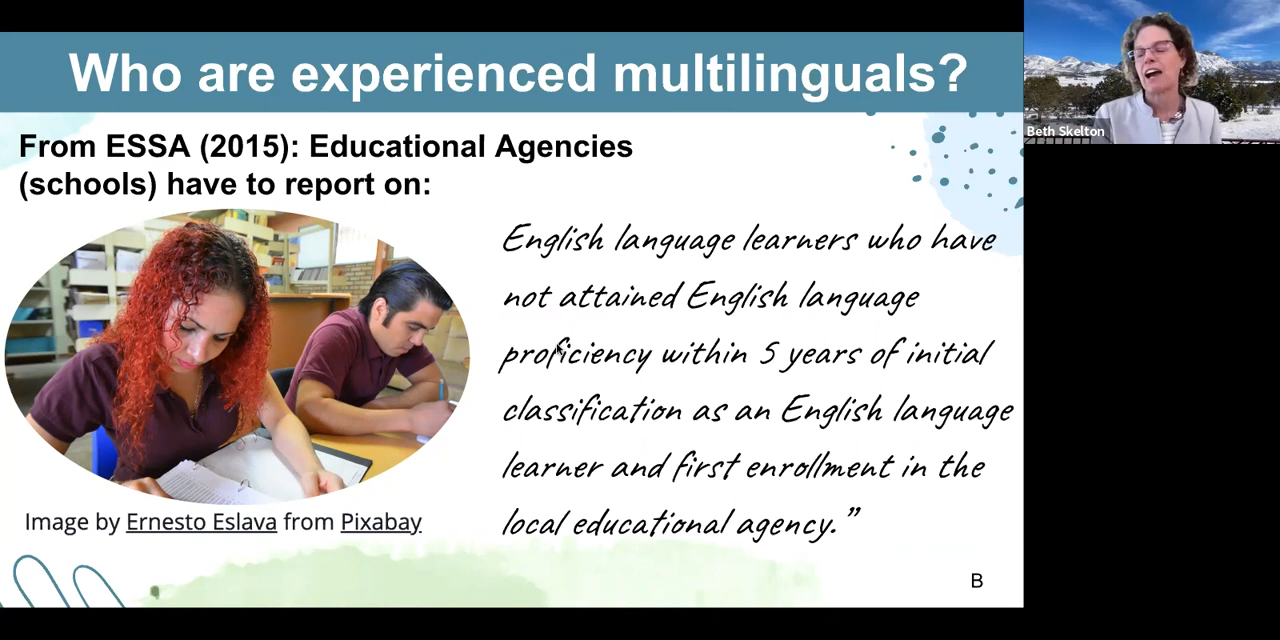 Who are experienced multilinguals?
Beth Skelton
From ESSA (2015): Educational Agencies
(schools) have to report on:
English language learners who have
not attained English language
proficiency within 5 years of initial
classification as an English language
learner and first enrollment in the
local educational agency.”
Image by Ernesto Eslava from Pixabay
B